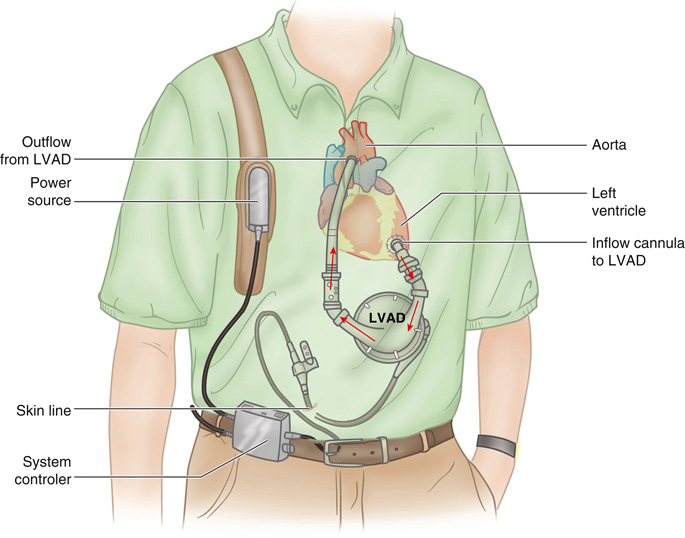 Outflow
from LVAD
Power
source
Aorta
Left
ventricle
Inflow cannula
to LVAD
LVAD
Skin line
System
controler